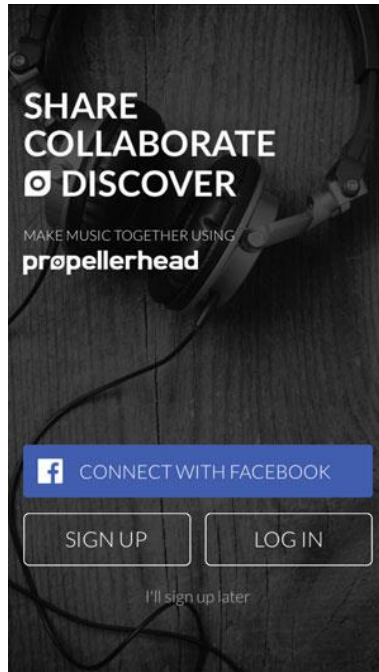 SHARE
COLLABORATE
DISCOVER
MAKE MUSIC TOGETHER USING
propellerhead
CONNECT WITH FACEBOOK
SIGN UP
LOG IN
I'll sign up later